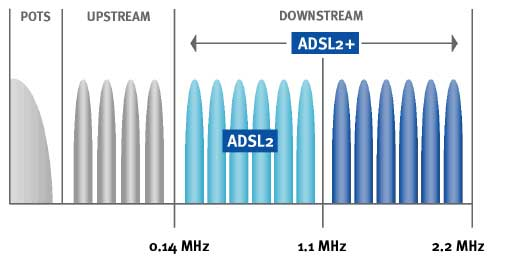 POTS UPSTREAM DOWNSTREAM
ADSL2+
ADSL2
0.14 MHz 1.1 MHz 2.2 MHz